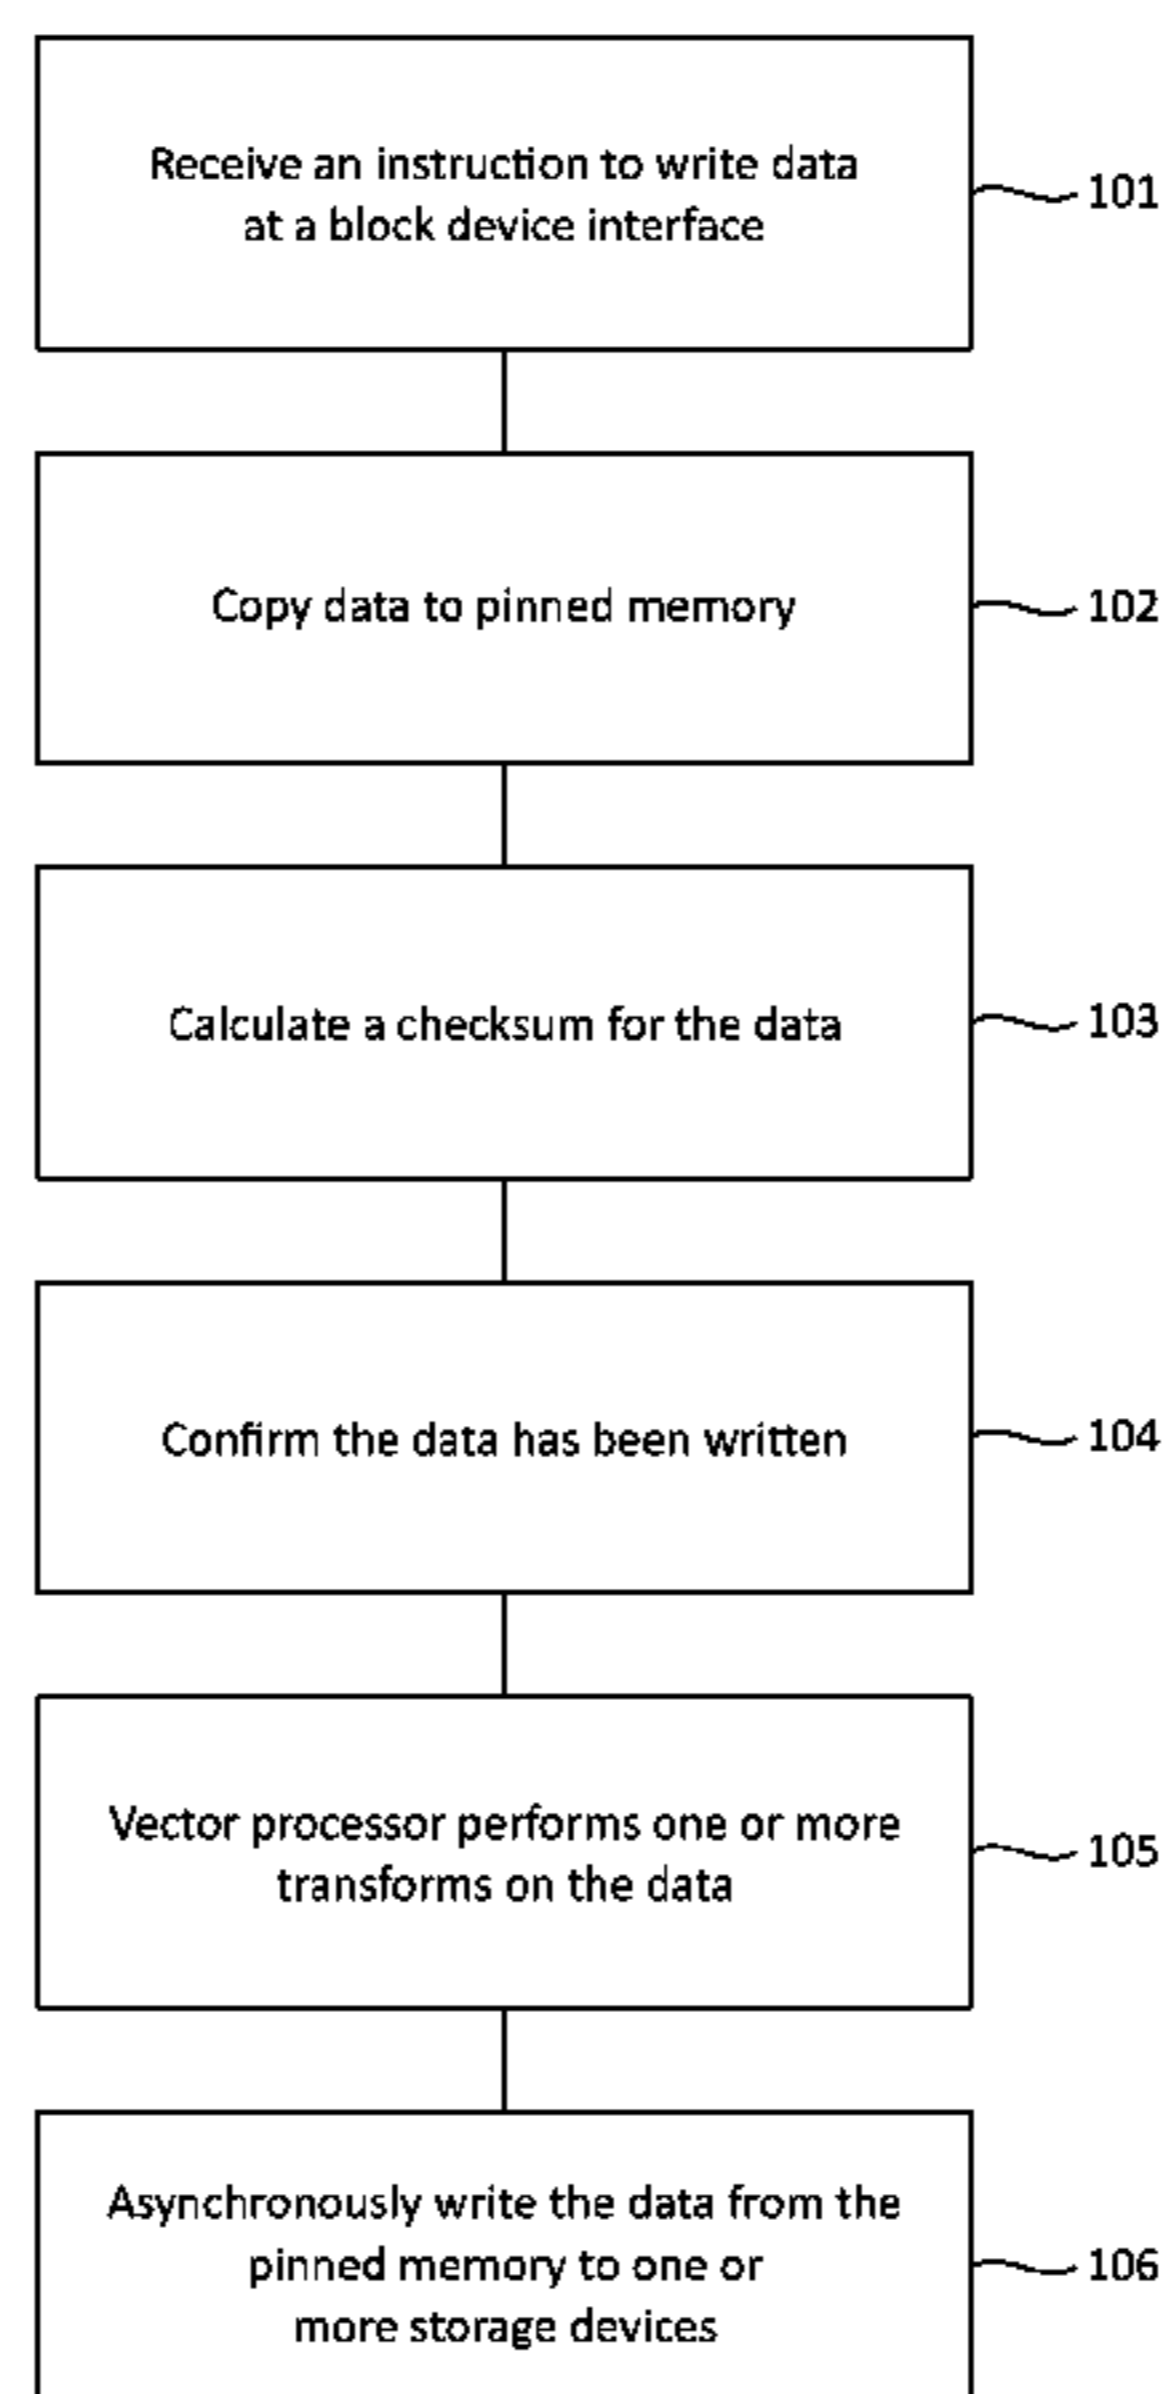 Receive an instruction to write data
at a block device interface
101
Copy data to pinned memory
102
Calculate a checksum for the data
103
Confirm the data has been written
104
Vector processor performs one or more
transforms on the data
105
Asynchronously write the data from the
pinned memory to one or
more storage devices
106